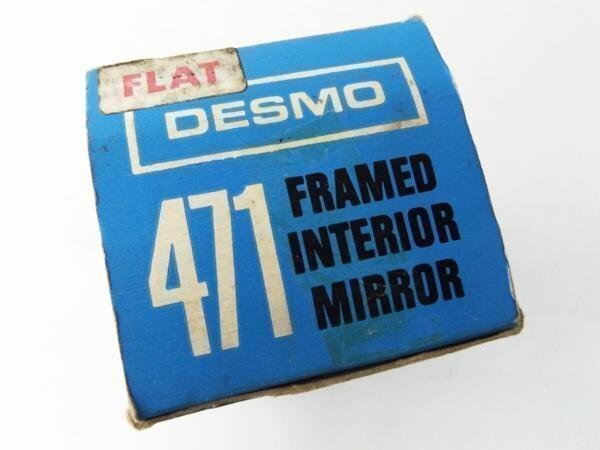 FLAT
DESMO
471
FRAMED
INTERIOR
MIRROR